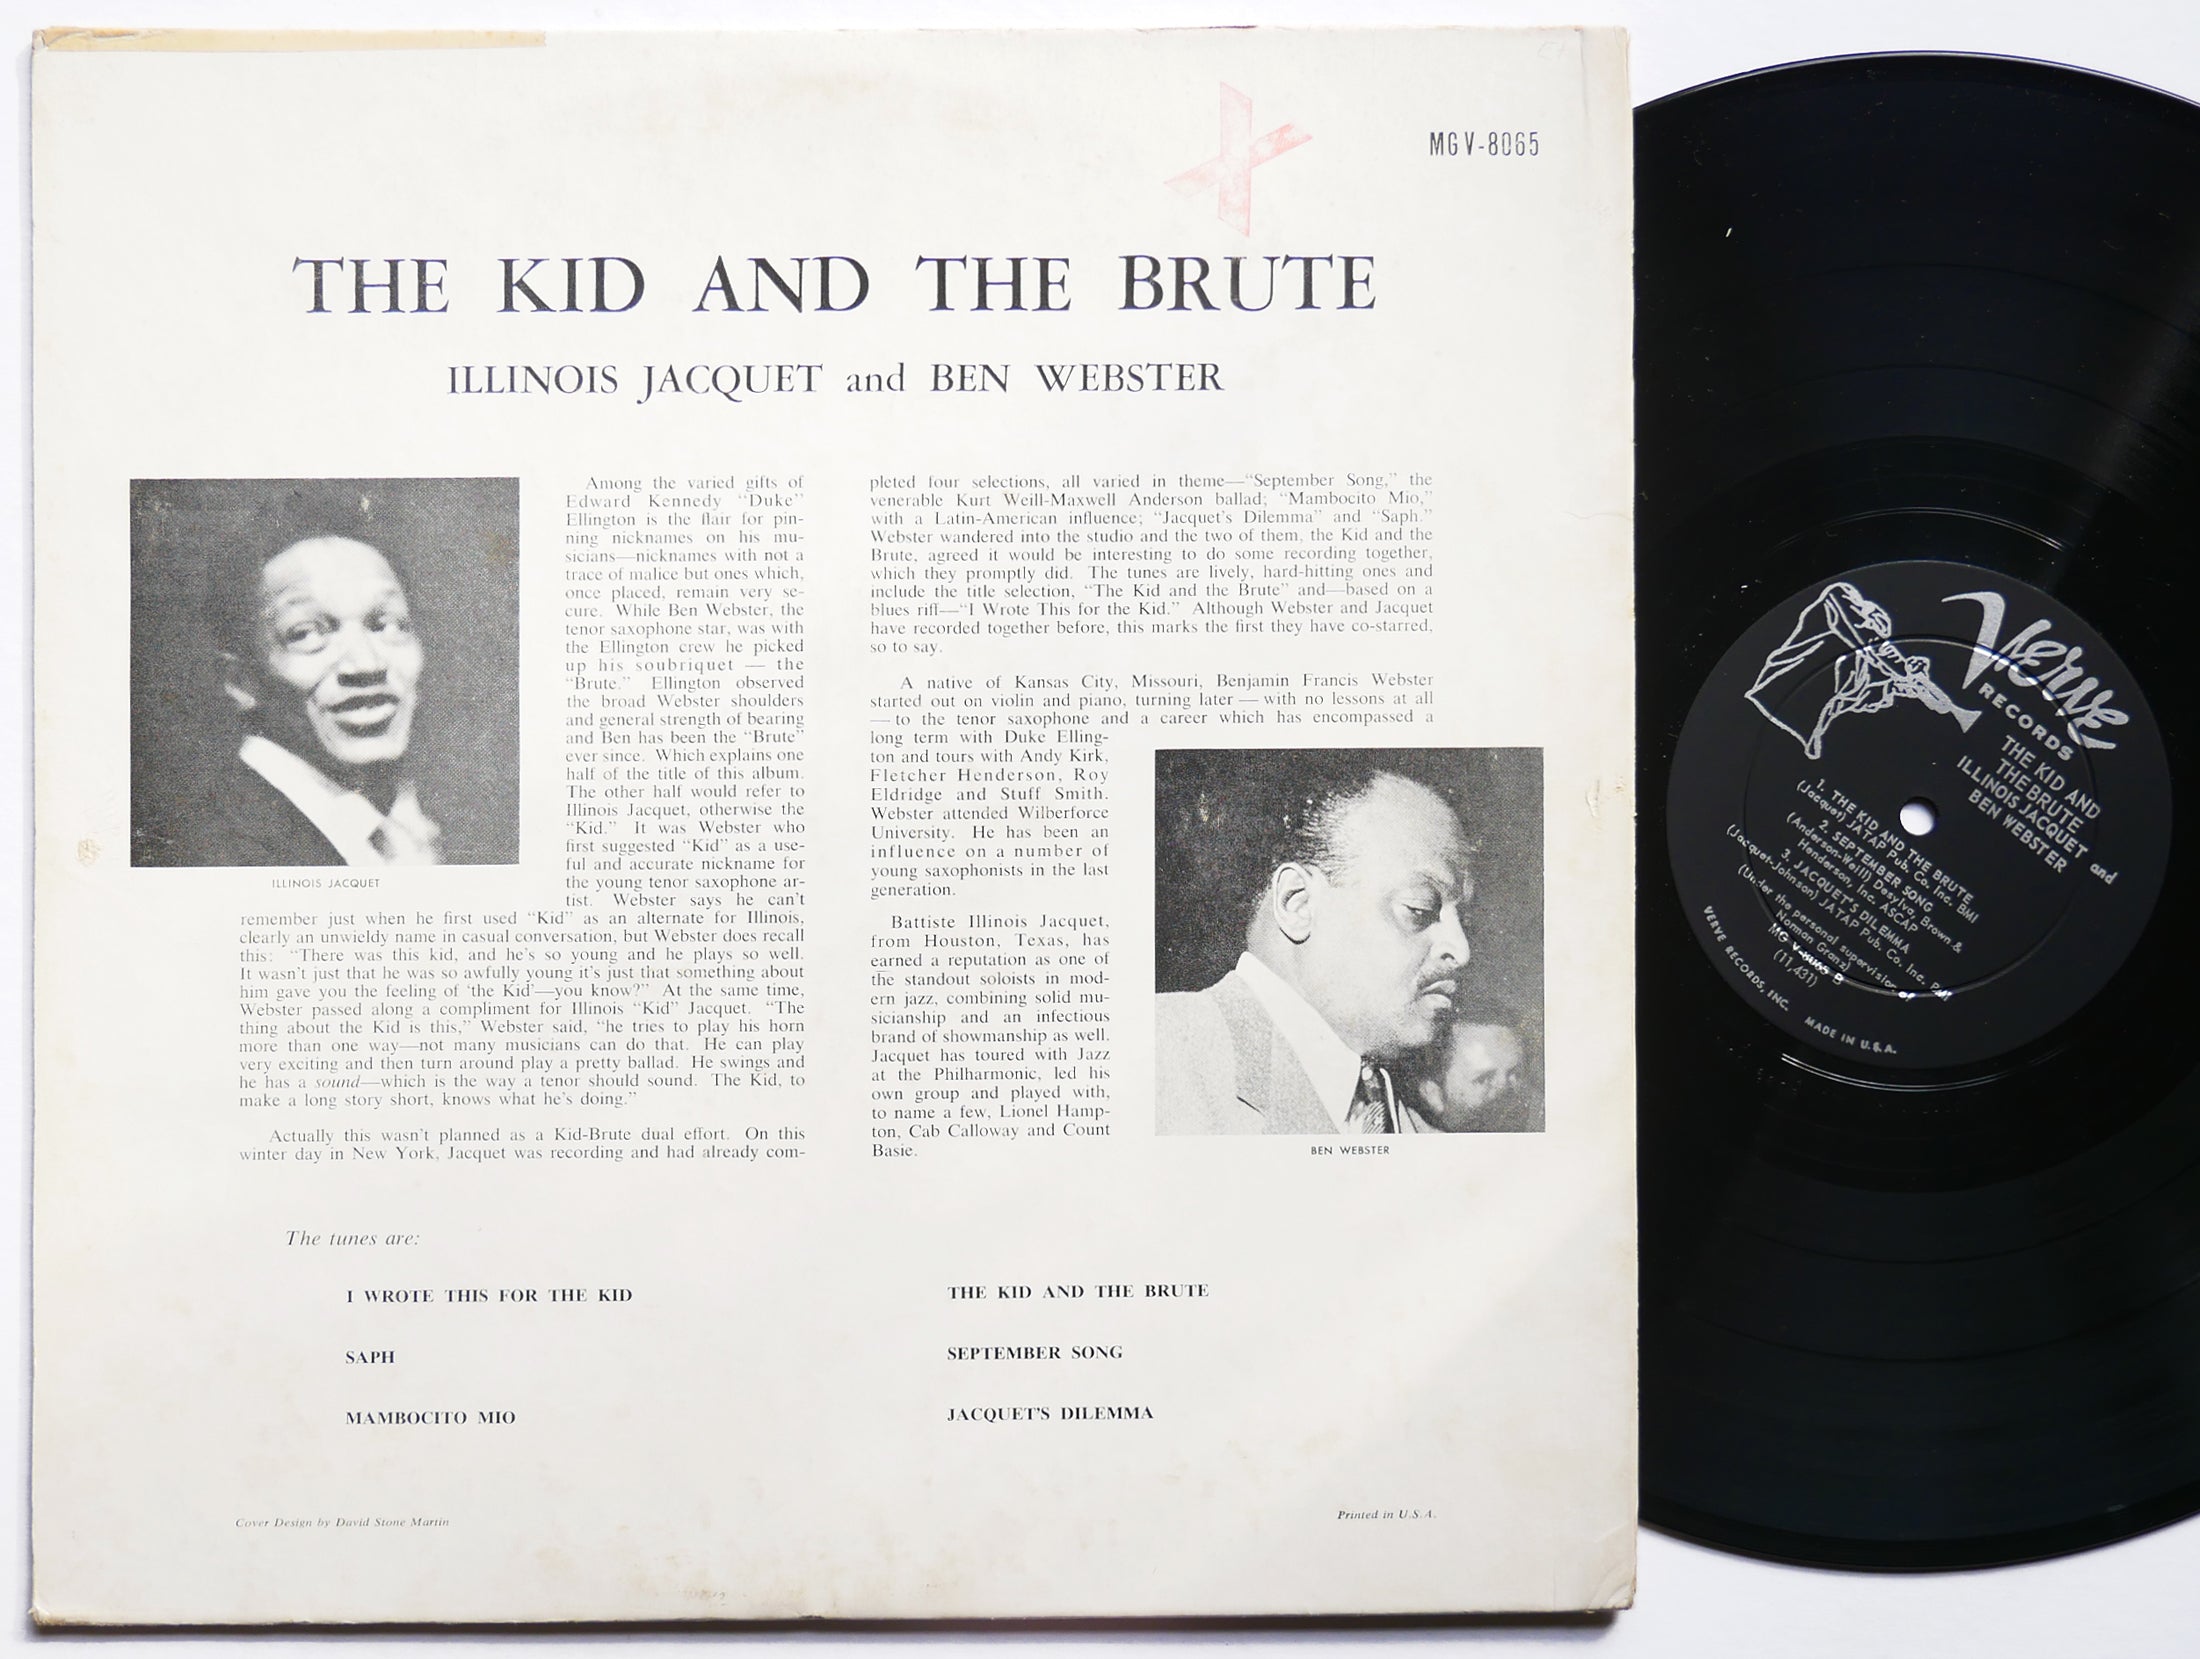 MG V-8065
THE KID AND THE BRUTE
ILLINOIS JACQUET and BEN WEBSTER
ILLINOIS JACQUET
Among the varied gifts of
Edward Kennedy “Duke”
Ellington is the flair for pin-
ning nicknames on his mu-
sicians—nicknames with not a
trace of malice but ones which,
once placed, remain very se-
cure. While Ben Webster, the
tenor saxophone star, was with
the Ellington crew he picked
up his soubriquet — the
“Brute.” Ellington observed
the broad Webster shoulders
and general strength of bearing
and Ben has been the “Brute”
ever since. Which explains one
half of the title of this album.
The other half would refer to
Illinois Jacquet, otherwise the
“Kid.” It was Webster who
first suggested “Kid” as a use-
ful and accurate nickname for
the young tenor saxophone ar-
tist. Webster says he can’t
remember just when he first used “Kid” as an alternate for Illinois,
clearly an unwieldy name in casual conversation, but Webster does recall
this: “There was this kid, and he’s so young and he plays so well.
It wasn’t just that he was so awfully young it’s just that something about
him gave you the feeling of ‘the Kid’—you know?” At the same time,
Webster passed along a compliment for Illinois “Kid” Jacquet. “The
thing about the Kid is this,” Webster said, “he tries to play his horn
more than one way—not many musicians can do that. He can play
very exciting and then turn around play a pretty ballad. He swings and
he has a sound—which is the way a tenor should sound. The Kid, to
make a long story short, knows what he’s doing.”
Actually this wasn’t planned as a Kid-Brute dual effort. On this
winter day in New York, Jacquet was recording and had already com-
pleted four selections, all varied in theme—“September Song,” the
venerable Kurt Weill-Maxwell Anderson ballad; “Mambocito Mio,”
with a Latin-American influence; “Jacquet’s Dilemma” and “Saph.”
Webster wandered into the studio and the two of them, the Kid and the
Brute, agreed it would be interesting to do some recording together,
which they promptly did. The tunes are lively, hard-hitting ones and
include the title selection, “The Kid and the Brute” and—based on a
blues riff—“I Wrote This for the Kid.” Although Webster and Jacquet
have recorded together before, this marks the first they have co-starred,
so to say.
A native of Kansas City, Missouri, Benjamin Francis Webster
started out on violin and piano, turning later — with no lessons at all
— to the tenor saxophone and a career which has encompassed a
long term with Duke Elling-
ton and tours with Andy Kirk,
Fletcher Henderson, Roy
Eldridge and Stuff Smith.
Webster attended Wilberforce
University. He has been an
influence on a number of
young saxophonists in the last
generation.
Battiste Illinois Jacquet,
from Houston, Texas, has
earned a reputation as one of
the standout soloists in mod-
ern jazz, combining solid mu-
sicianship and an infectious
brand of showmanship as well.
Jacquet has toured with Jazz
at the Philharmonic, led his
own group and played with,
to name a few, Lionel Hamp-
ton, Cab Calloway and Count
Basie.
BEN WEBSTER
The tunes are:
I WROTE THIS FOR THE KID
SAPH
MAMBOCITO MIO
THE KID AND THE BRUTE
SEPTEMBER SONG
JACQUET’S DILEMMA
Cover Design by David Stone Martin
Printed in U.S.A.
Verve
RECORDS
THE KID AND
THE BRUTE
ILLINOIS JACQUET and
BEN WEBSTER
1. THE KID AND THE BRUTE
(Jacquet) JATAP Pub. Co. Inc. BMI
2. SEPTEMBER SONG
(Anderson-Weill) Desylva, Brown &
Henderson, Inc. ASCAP
3. JACQUET'S DILEMMA
(Jacquet-Johnson) JATAP Pub. Co. Inc.
(Under the personal supervision of
Norman Granz)
MG V-8065 B
(11,431)
VERVE RECORDS, INC. MADE IN U.S.A.